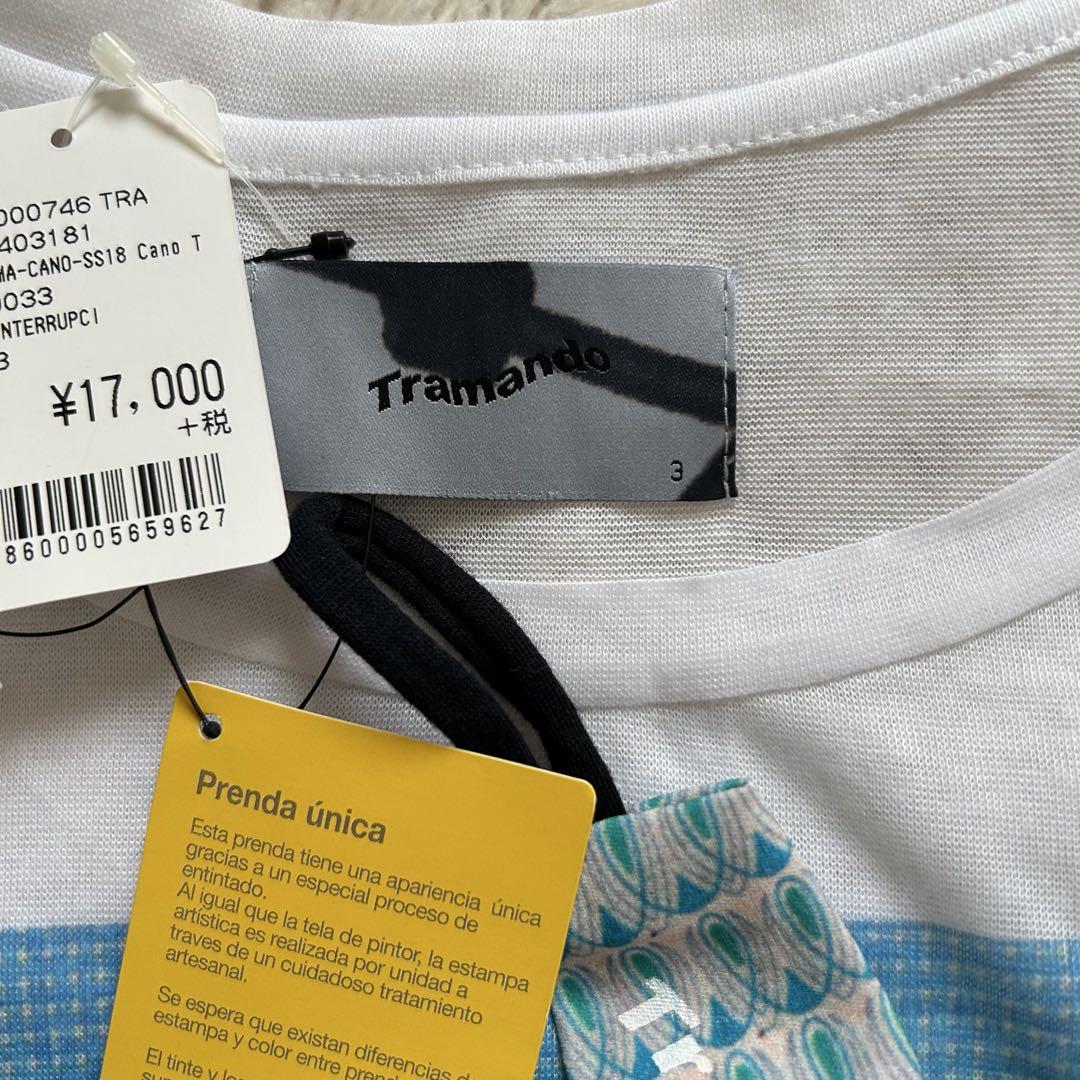 000746 TRA
403181
MA-CANO-SS18 Cano T
0033
NTERRUPCI
3
¥17,000
+税
8600005659627
Tramando
3
Prenda única
Esta prenda tiene una apariencia única
gracias a un especial proceso de
entintado.
Al igual que la tela de pintor, la estampa
artística es realizada por unidad a
traves de un cuidadoso tratamiento
artesanal.
Se espera que existan diferencias d
estampa y color entre prend
El tinte y lo